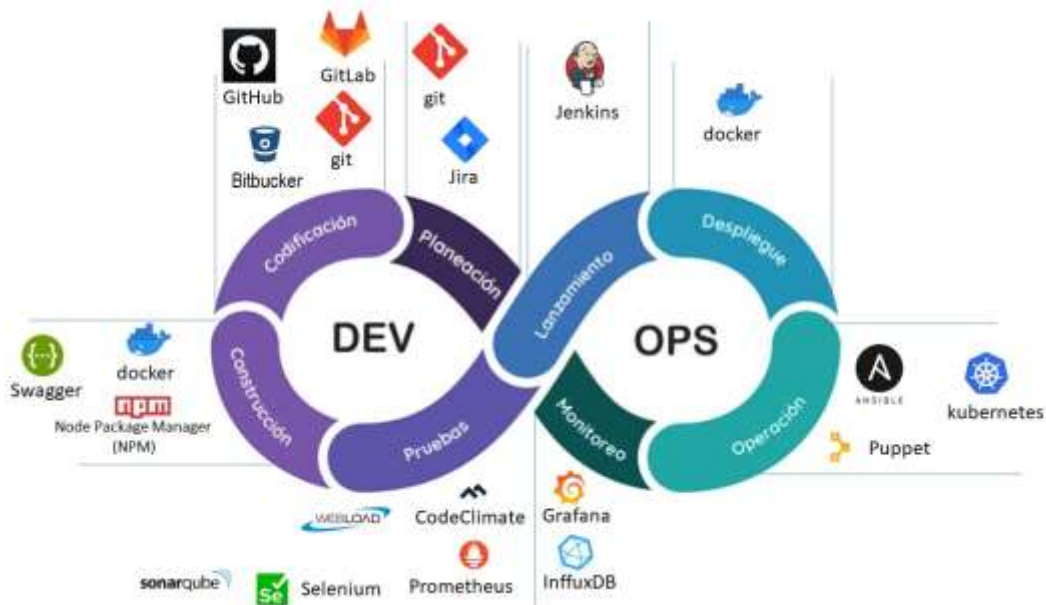 GitHub
GitLab
git
Bitbucker
git
Jira
Jenkins
docker
Codificación
Planeación
Lanzamiento
Despliegue
DEV
OPS
Construcción
Pruebas
Monitoreo
Operación
Swagger
docker
npm
Node Package Manager
(NPM)
ANSIBLE
kubernetes
Puppet
WEBLOAD
CodeClimate
Grafana
sonarqube
Se
Selenium
Prometheus
InffuxDB